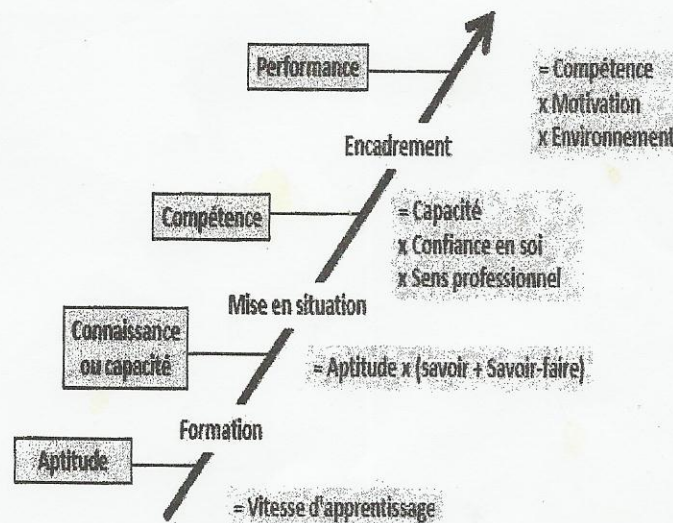 Performance
= Compétence
x Motivation
x Environnement
Encadrement
Compétence
= Capacité
x Confiance en soi
x Sens professionnel
Mise en situation
Connaissance
ou capacité
= Aptitude x (savoir + Savoir-faire)
Formation
Aptitude
= Vitesse d'apprentissage